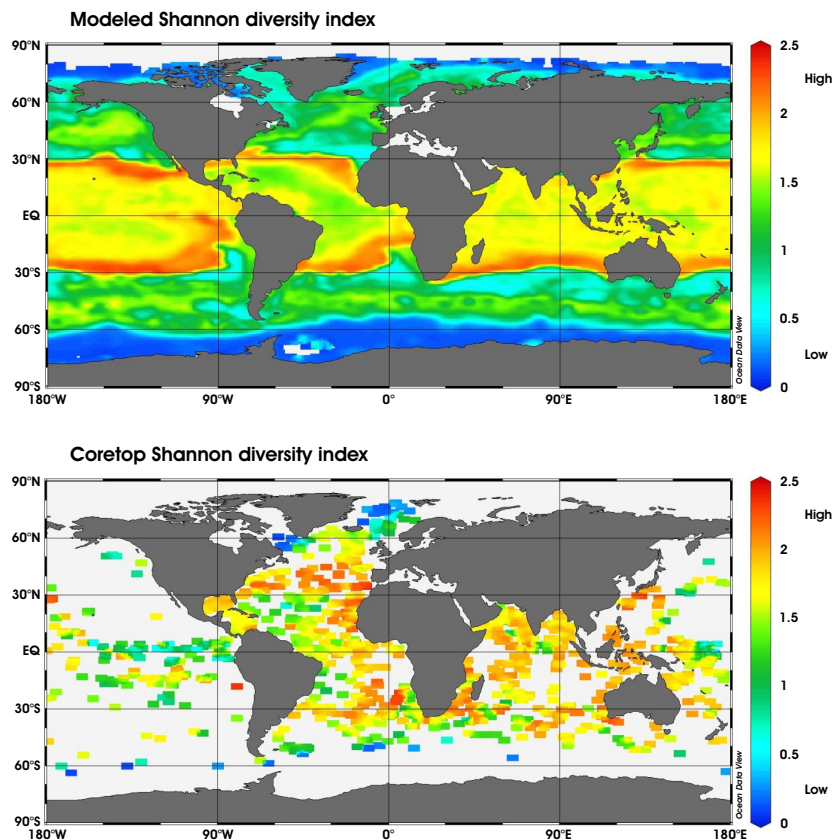 Modeled Shannon diversity index
90°N
60°N
30°N
EQ
30°S
60°S
90°S
180°W
90°W
0°
90°E
180°E
Ocean Data View
2.5
2
1.5
1
0.5
0
High
Low
Coretop Shannon diversity index
90°N
60°N
30°N
EQ
30°S
60°S
90°S
180°W
90°W
0°
90°E
180°E
Ocean Data View
2.5
2
1.5
1
0.5
0
High
Low